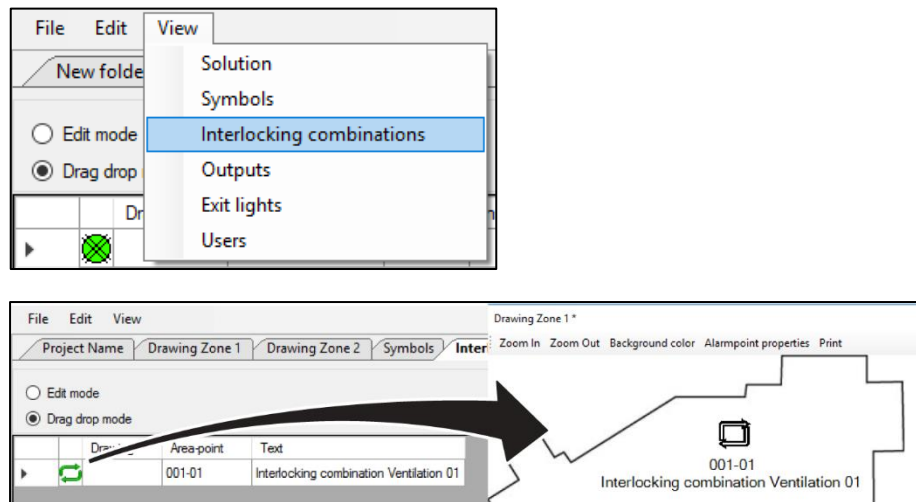 File Edit View
New folde
Solution
Symbols
Edit mode
Interlocking combinations
Drag drop
Outputs
Dr
Exit lights
Users
File Edit View
Project Name Drawing Zone 1 Drawing Zone 2 Symbols Inter
Edit mode
Drag drop mode
Area-point Text
001-01 Interlocking combination Ventilation 01
Drawing Zone 1 *
Zoom In Zoom Out Background color Alarmpoint properties Print
001-01
Interlocking combination Ventilation 01